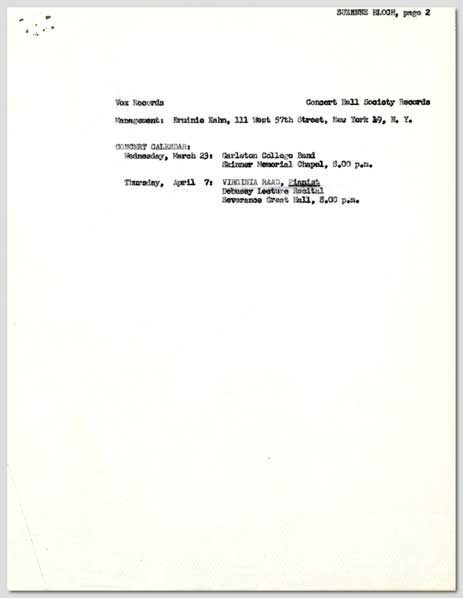 SUZANNE BLOCH, page 2
Vox Records Concert Hall Society Records
Management: Erminie Kahn, 111 West 57th Street, New York 19, N. Y.
CONCERT CALENDAR:
Wednesday, March 23: Carleton College Band
Skinner Memorial Chapel, 8.00 p.m.
Thursday, April 7: VIRGINIA RAAD, Pianist
Debussy Lecture Recital
Severance Great Hall, 8.00 p.m.